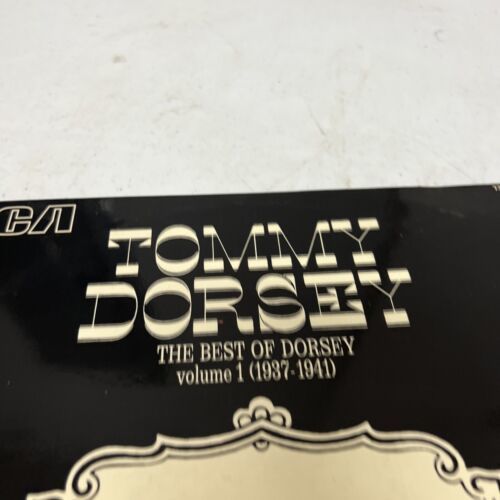 TOMMY
DORSEY
THE BEST OF DORSEY
volume 1 (1937-1941)